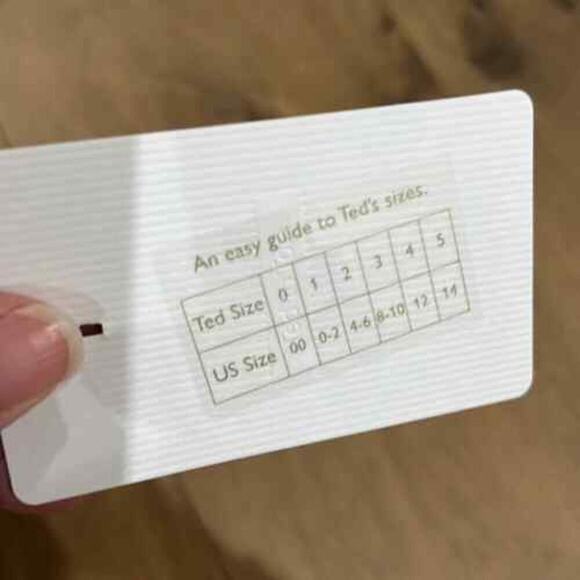 An easy guide to Ted's sizes.
Ted Size 0 1 2 3 4 5
US Size 00 0-2 4-6 8-10 12 14